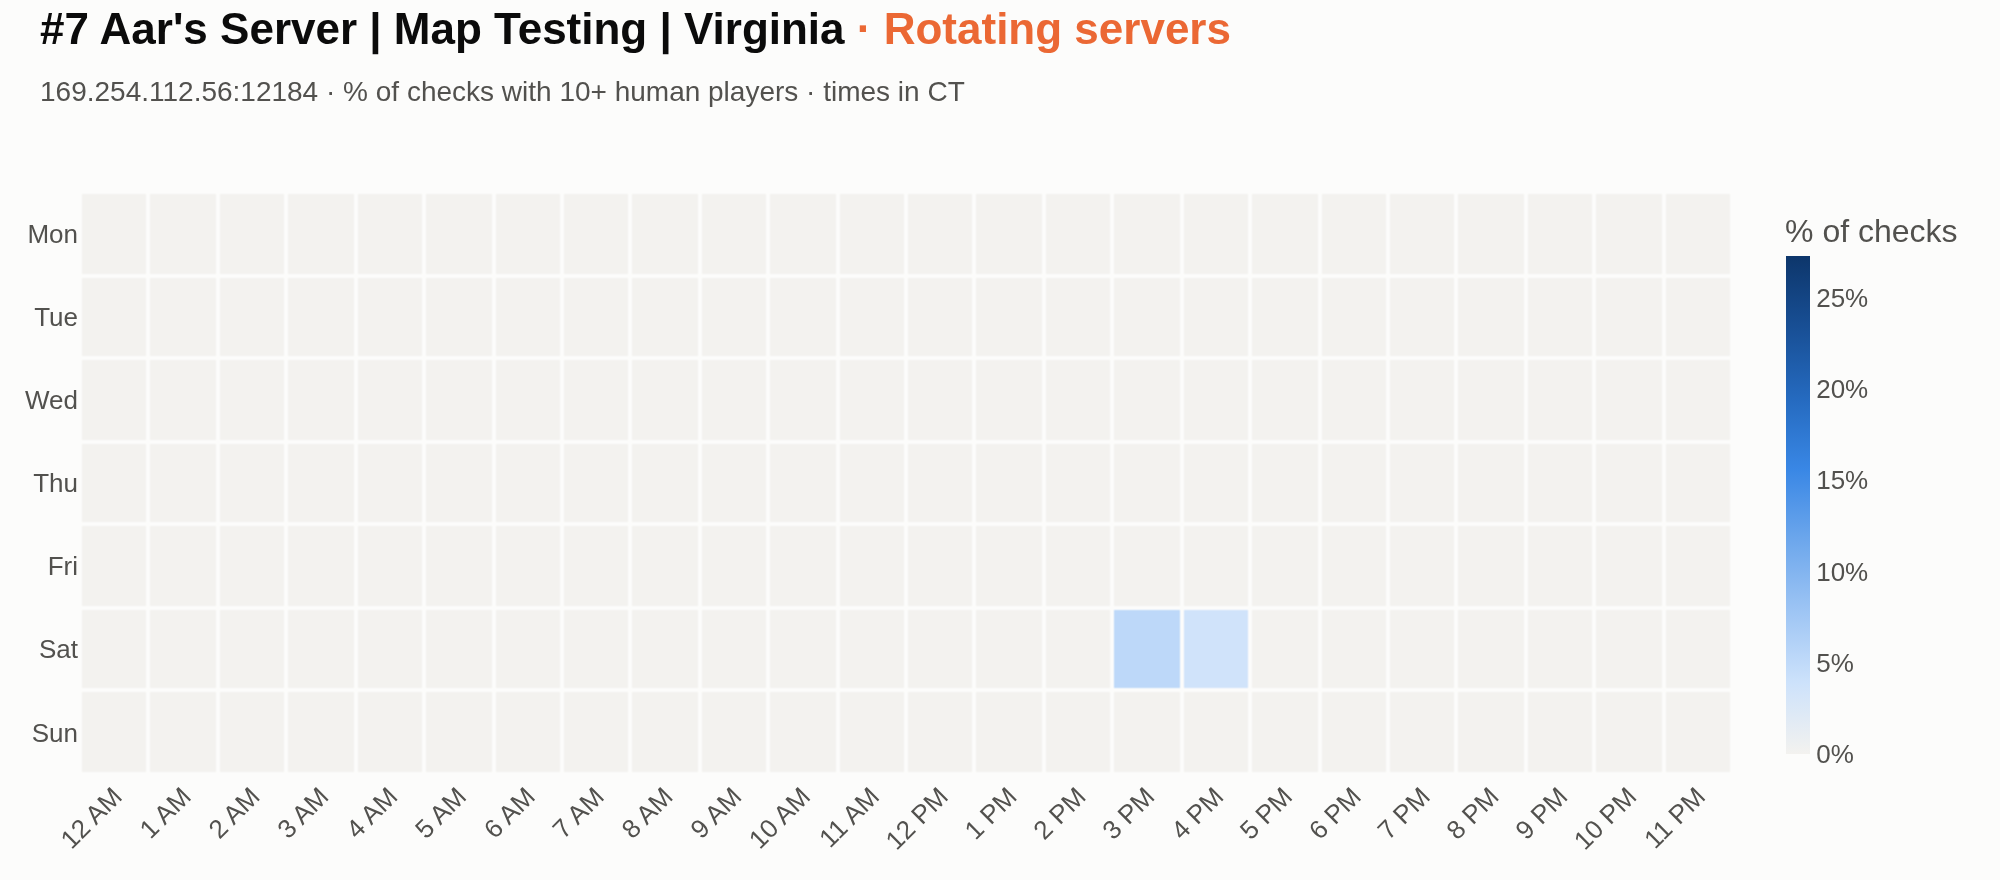 #7 Aar's Server | Map Testing | Virginia · Rotating servers
169.254.112.56:12184 · % of checks with 10+ human players · times in CT
% of checks
Mon
Tue
Wed
Thu
Fri
Sat
Sun
25%
20%
15%
10%
5%
0%
12 AM
1 AM
2 AM
3 AM
4 AM
5 AM
6 AM
7 AM
8 AM
9 AM
10 AM
11 AM
12 PM
1 PM
2 PM
3 PM
4 PM
5 PM
6 PM
7 PM
8 PM
9 PM
10 PM
11 PM